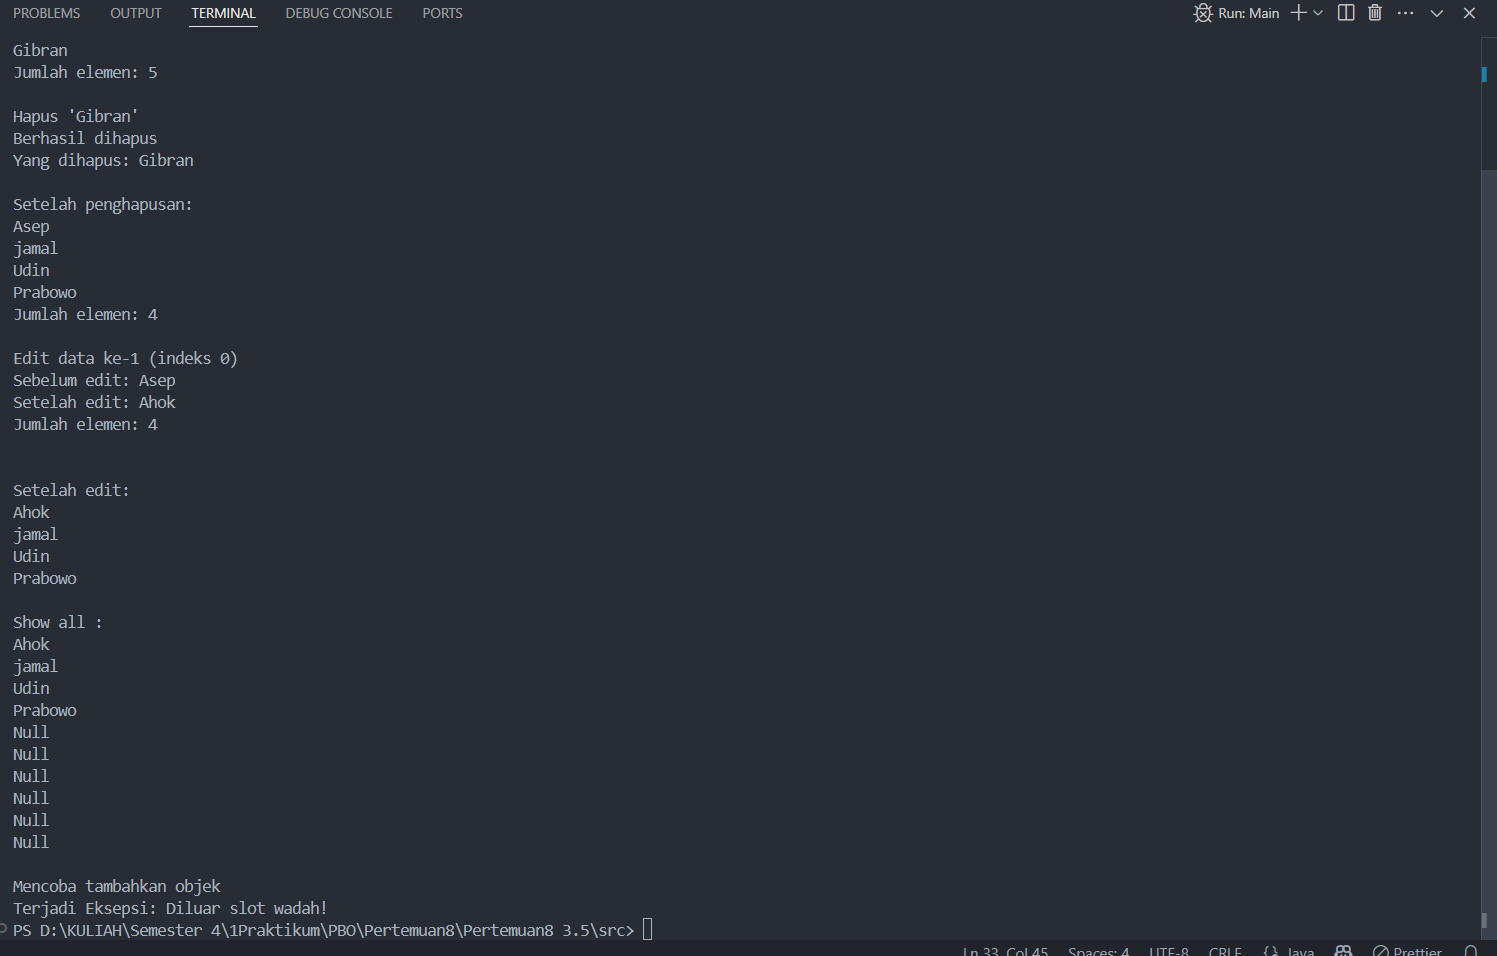 PROBLEMS OUTPUT TERMINAL DEBUG CONSOLE PORTS Run: Main
Gibran
Jumlah elemen: 5
Hapus 'Gibran'
Berhasil dihapus
Yang dihapus: Gibran
Setelah penghapusan:
Asep
jamal
Udin
Prabowo
Jumlah elemen: 4
Edit data ke-1 (indeks 0)
Sebelum edit: Asep
Setelah edit: Ahok
Jumlah elemen: 4
Setelah edit:
Ahok
jamal
Udin
Prabowo
Show all :
Ahok
jamal
Udin
Prabowo
Null
Null
Null
Null
Null
Null
Mencoba tambahkan objek
Terjadi Eksepsi: Diluar slot wadah!
PS D:\KULIAH\Semester 4\1Praktikum\PBO\Pertemuan8\Pertemuan8 3.5\src>
Ln 33, Col 45 Spaces: 4 UTF-8 CRLF {} Java Prettier